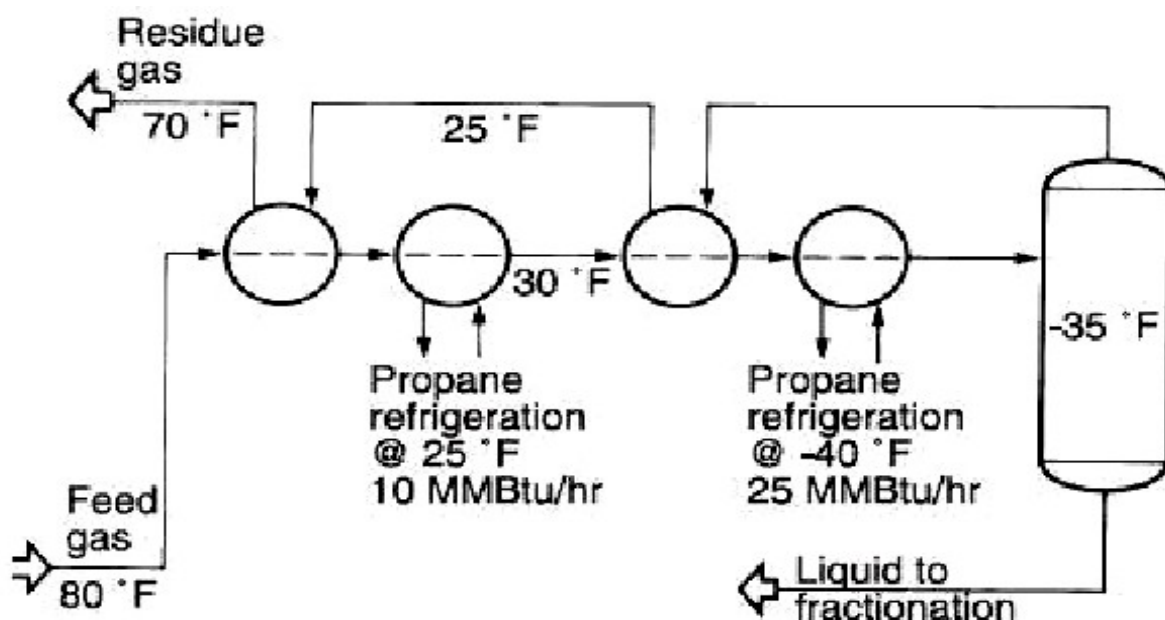 Residue
gas
70 °F
25 °F
30 °F
-35 °F
Propane
refrigeration
@ 25 °F
10 MMBtu/hr
Propane
refrigeration
@ -40 °F
25 MMBtu/hr
Feed
gas
80 °F
Liquid to
fractionation